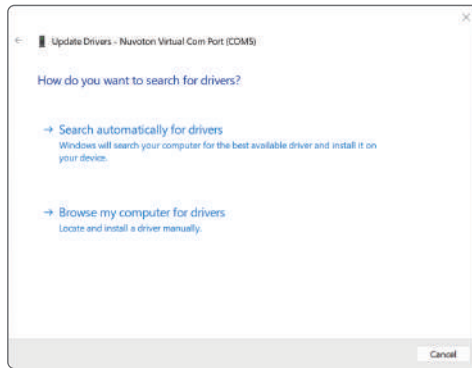 Update Drivers - Nuvoton Virtual Com Port (COM5)
How do you want to search for drivers?
→ Search automatically for drivers
Windows will search your computer for the best available driver and install it on
your device.
→ Browse my computer for drivers
Locate and install a driver manually.
Cancel